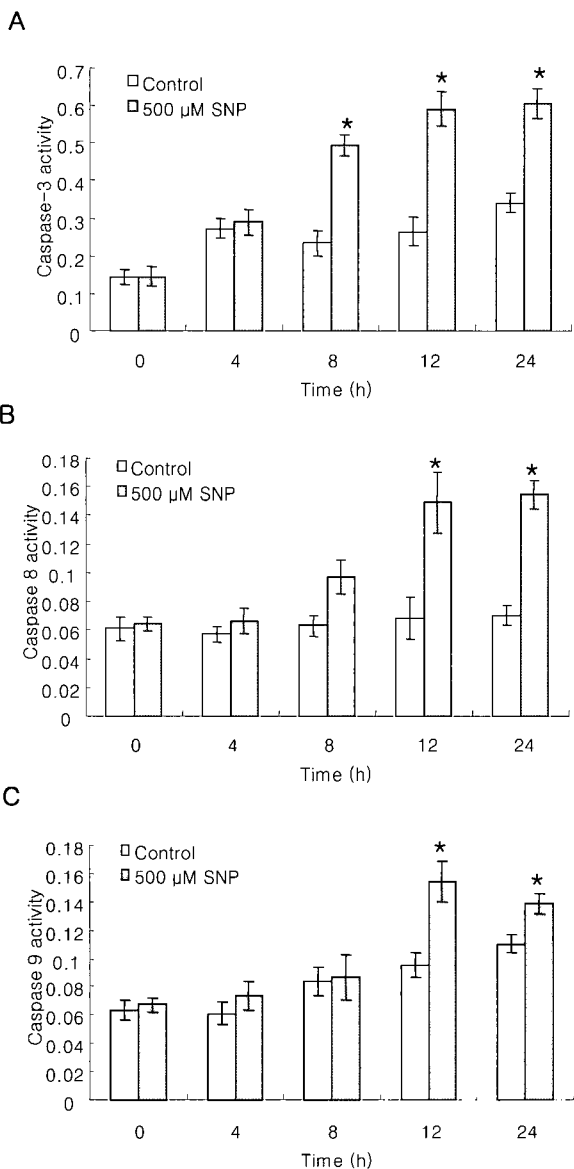 A
Caspase-3 activity
0.7
0.6
0.5
0.4
0.3
0.2
0.1
0
Control
500 µM SNP
* * *
0 4 8 12 24
Time (h)
B
Caspase 8 activity
0.18
0.16
0.14
0.12
0.1
0.08
0.06
0.04
0.02
0
Control
500 µM SNP
* *
0 4 8 12 24
Time (h)
C
Caspase 9 activity
0.18
0.16
0.14
0.12
0.1
0.08
0.06
0.04
0.02
0
Control
500 µM SNP
* *
0 4 8 12 24
Time (h)